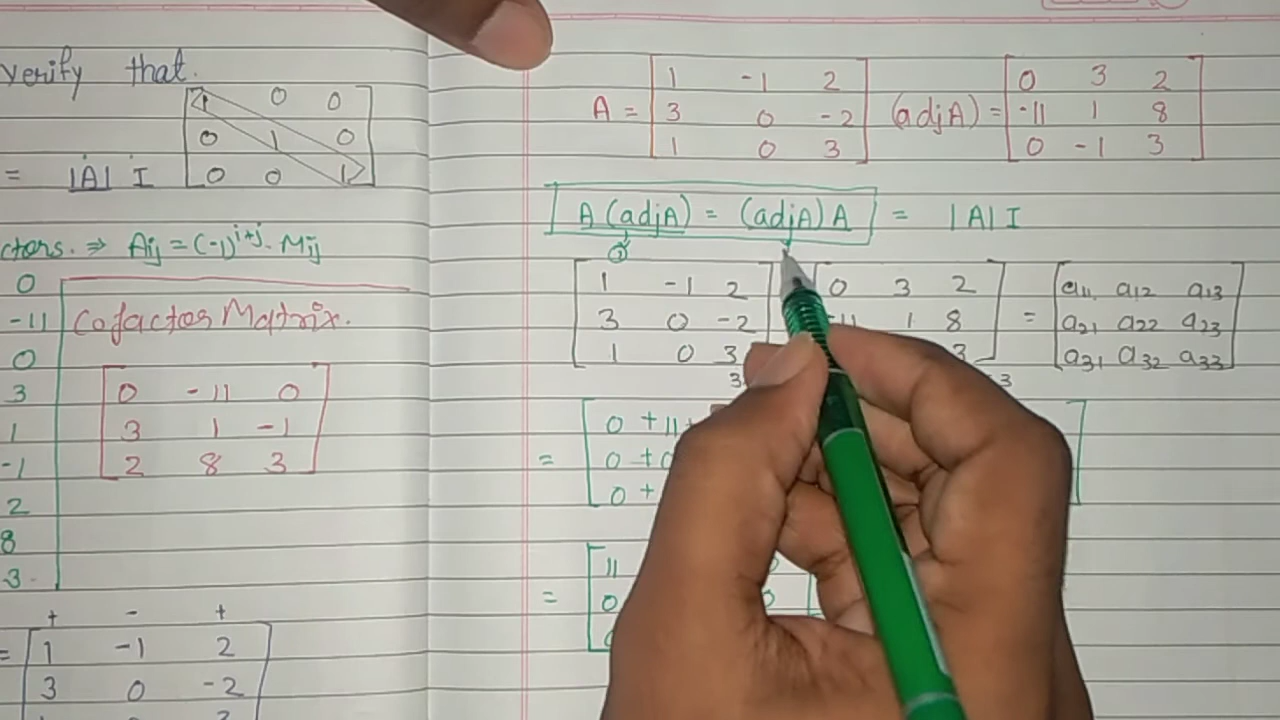 verify that.
1 0 0
0 1 0
= |A| I 0 0 1
ctors. ⇒ Aij = (-1)^i+j. Mij
0
-11 Cofactor Matrix.
0
3 0 -11 0
1 3 1 -1
-1 2 8 3
2
8
3
+ - +
= 1 -1 2
3 0 -2
A = 1 -1 2
3 0 -2
1 0 3
(adjA) = 0 3 2
-11 1 8
0 -1 3
A (adjA) = (adjA) A = |A| I
①
1 -1 2 0 3 2 = a11 a12 a13
3 0 -2 -11 1 8 a21 a22 a23
1 0 3 3 a31 a32 a33
3 3
0 + 11 +
= 0 + 0
0 +
11
= 0